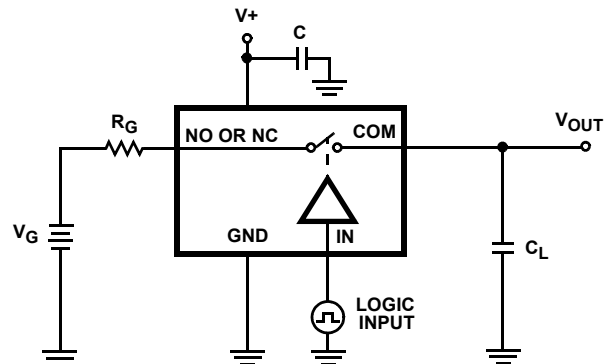 V+
C
RG
NO OR NC
COM
VOUT
VG
GND
IN
CL
LOGIC
INPUT